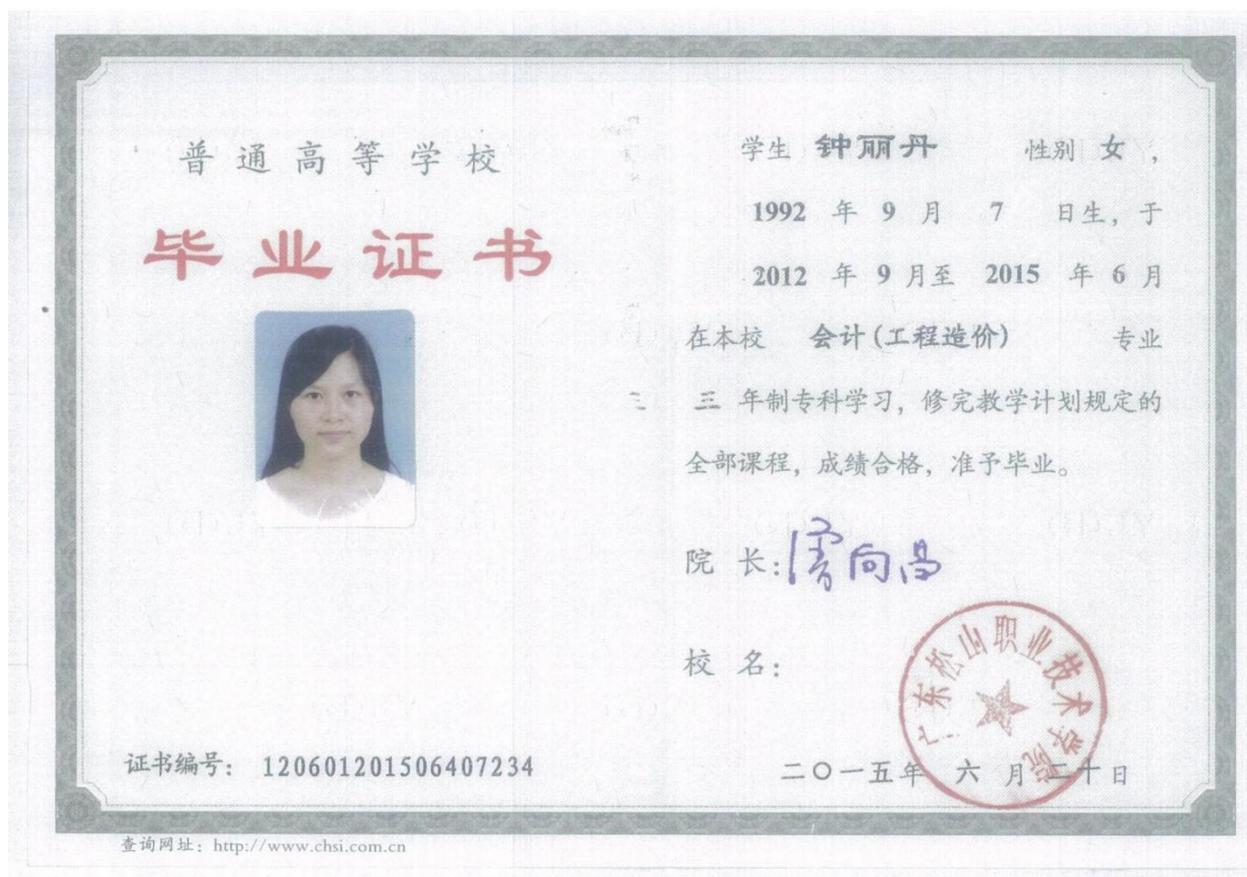 普通高等学校
毕业证书
证书编号： 120601201506407234
查询网址：http://www.chsi.com.cn
学生 钟丽丹 性别 女 ，
1992 年 9 月 7 日生，于
2012 年 9 月至 2015 年 6 月
在本校 会计(工程造价) 专业
三 年制专科学习，修完教学计划规定的
全部课程，成绩合格，准予毕业。
院 长：
校 名：
广东松山职业技术学院
二〇一五年 六 月二十日